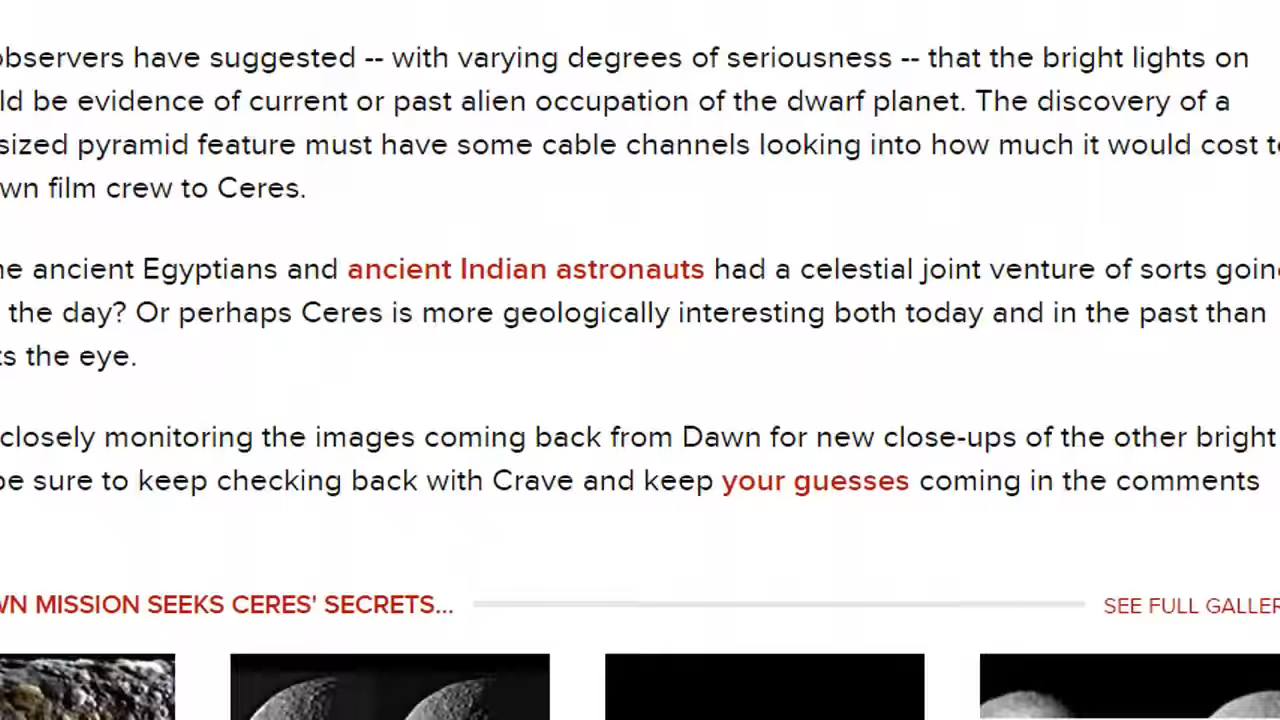 observers have suggested -- with varying degrees of seriousness -- that the bright lights on
ld be evidence of current or past alien occupation of the dwarf planet. The discovery of a
sized pyramid feature must have some cable channels looking into how much it would cost t
wn film crew to Ceres.
ne ancient Egyptians and ancient Indian astronauts had a celestial joint venture of sorts goin
the day? Or perhaps Ceres is more geologically interesting both today and in the past than
ts the eye.
closely monitoring the images coming back from Dawn for new close-ups of the other bright
be sure to keep checking back with Crave and keep your guesses coming in the comments
WN MISSION SEEKS CERES' SECRETS...
SEE FULL GALLER